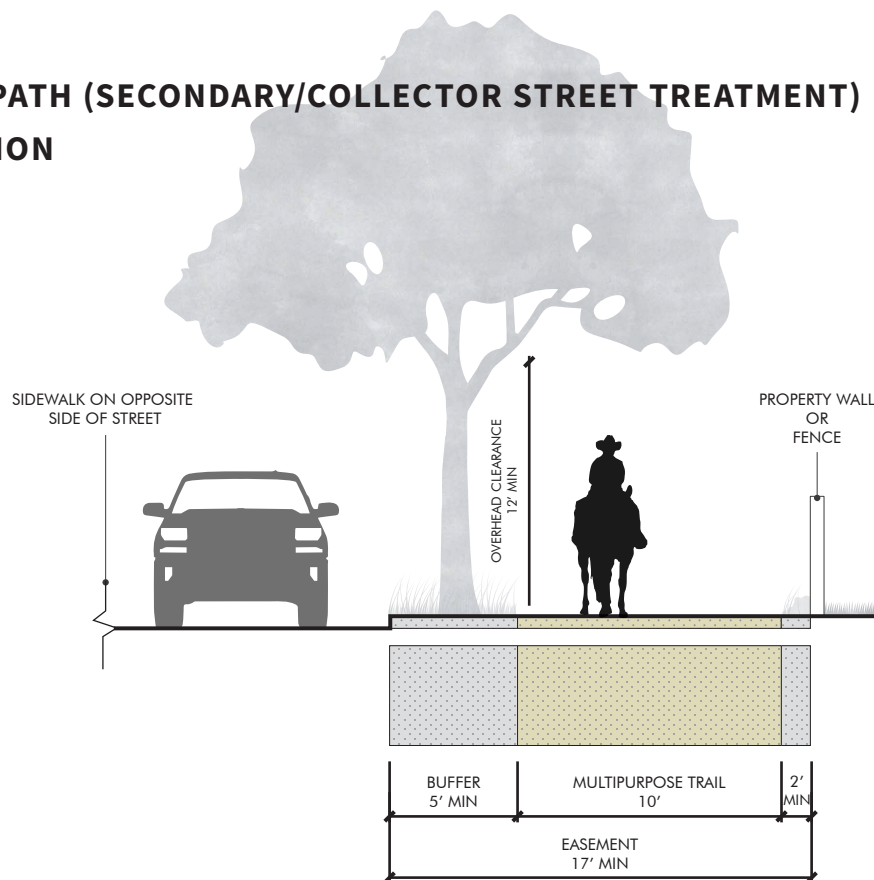 PATH (SECONDARY/COLLECTOR STREET TREATMENT)
ION
SIDEWALK ON OPPOSITE
SIDE OF STREET
OVERHEAD CLEARANCE
12’ MIN
PROPERTY WALL
OR
FENCE
BUFFER
5’ MIN
MULTIPURPOSE TRAIL
10’
2’
MIN
EASEMENT
17’ MIN